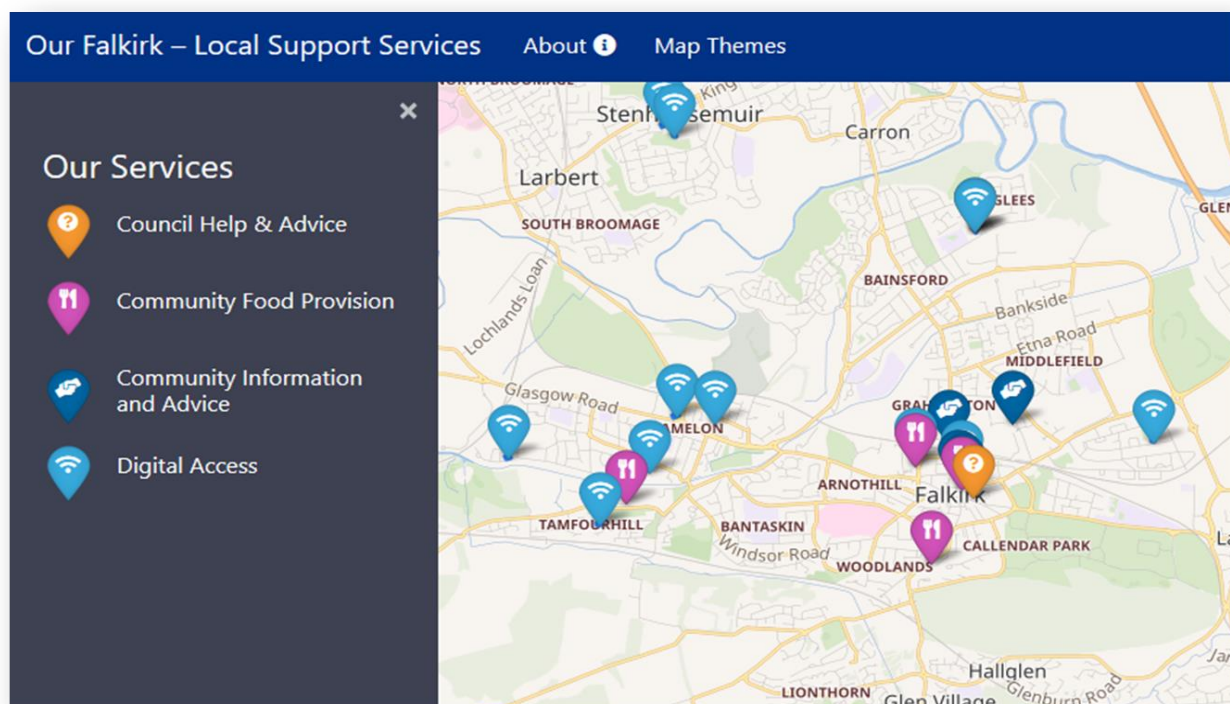 Our Falkirk – Local Support Services About Map Themes
Our Services
Council Help & Advice
Community Food Provision
Community Information
and Advice
Digital Access
King
Carron
Larbert
SOUTH BROOMAGE
BAINSFORD
Lochlands Loan
Bankside
Etna Road
MIDDLEFIELD
Glasgow Road
ARNOTHILL
Falkirk
TAMFOURHILL
BANTASKIN
Windsor Road
CALLENDAR PARK
WOODLANDS
Hallglen
Glenburn Road
LIONTHORN
Glen Village